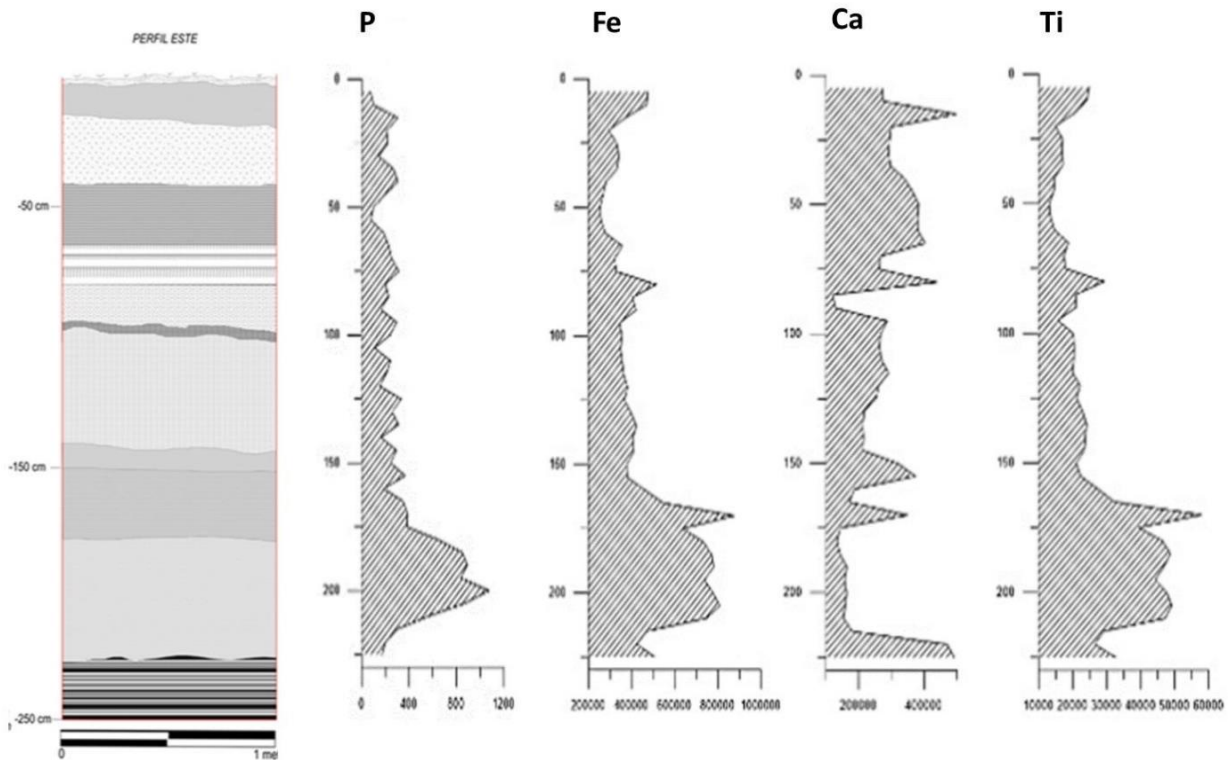 P Fe Ca Ti
PERFIL ESTE
0 0 0 0
-50 cm 50 50 50 50
100 100 100 100
-150 cm 150 150 150 150
200 200 200 200
-250 cm
0 400 800 1200
200000 400000 600000 800000 1000000
200000 400000
10000 20000 30000 40000 50000 60000
0 1 me